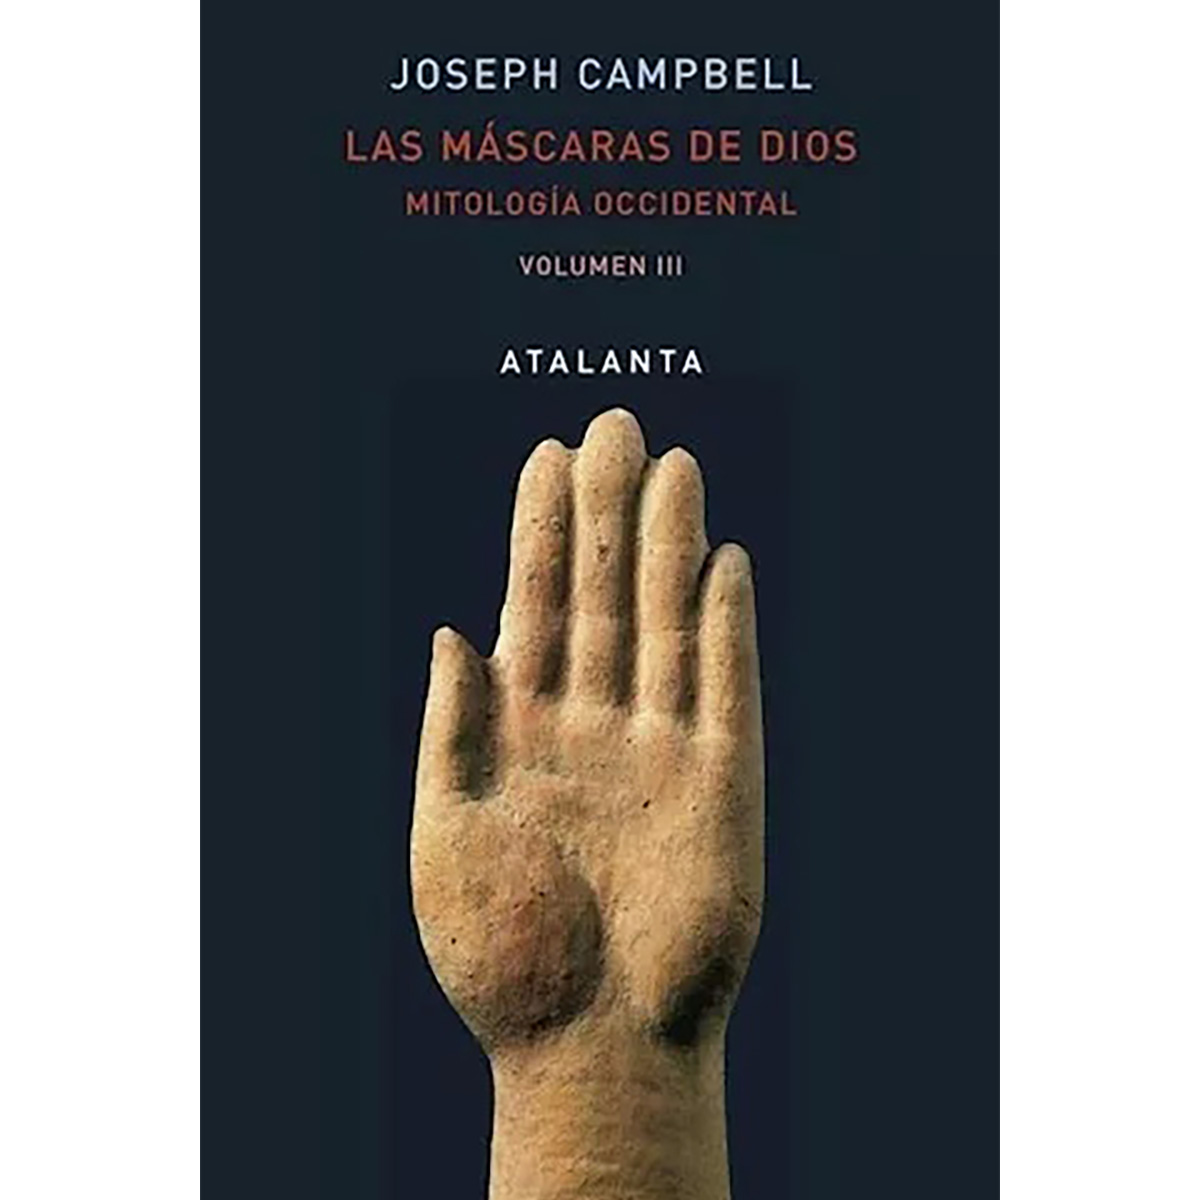 JOSEPH CAMPBELL
LAS MÁSCARAS DE DIOS
MITOLOGÍA OCCIDENTAL
VOLUMEN III
ATALANTA